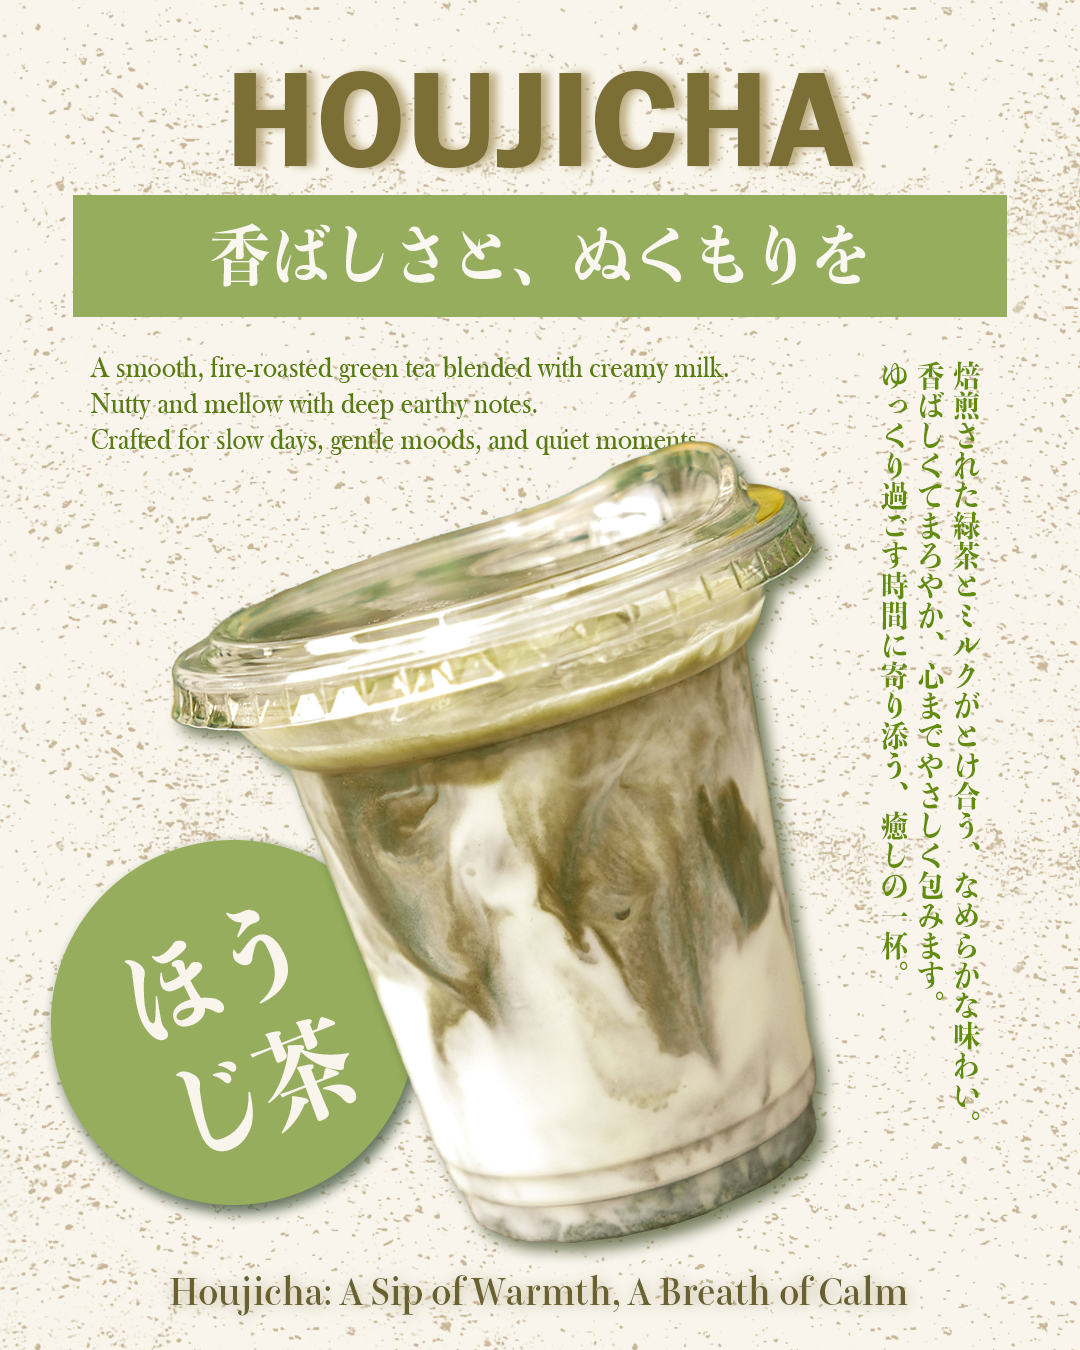 HOUJICHA
香ばしさと、ぬくもりを
A smooth, fire-roasted green tea blended with creamy milk.
Nutty and mellow with deep earthy notes.
Crafted for slow days, gentle moods, and quiet moments
焙煎された緑茶とミルクがとけ合う、なめらかな味わい。
香ばしくてまろやか、心までやさしく包みます。
ゆっくり過ごす時間に寄り添う、癒しの一杯。
ほう
じ茶
Houjicha: A Sip of Warmth, A Breath of Calm